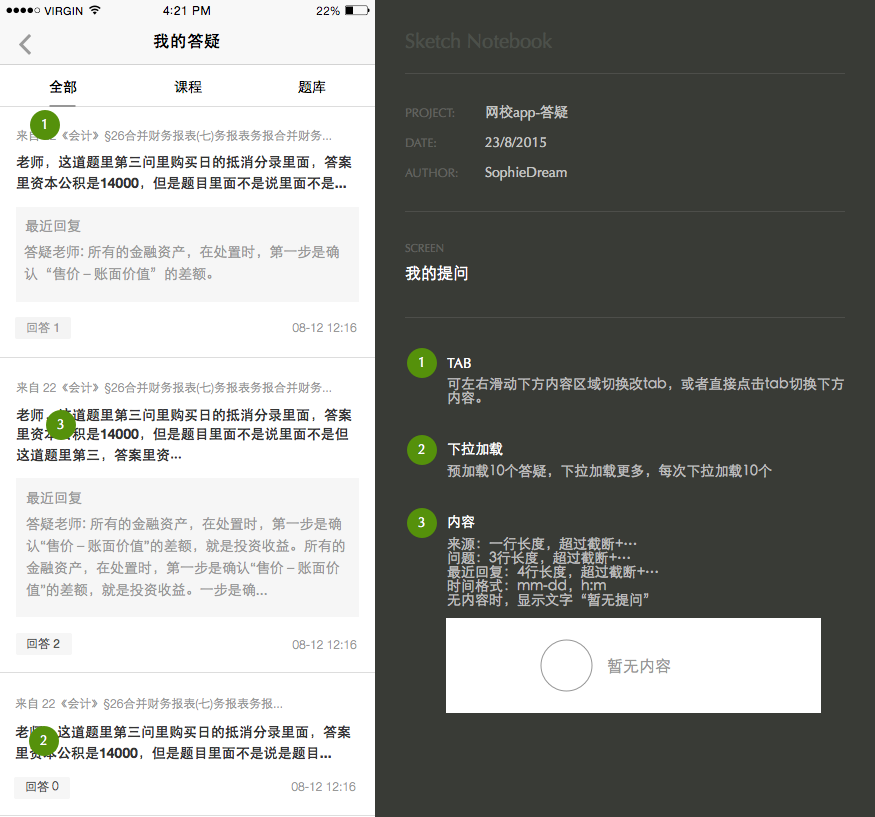 VIRGIN
4:21 PM
22%
我的答疑
全部
课程
题库
1
来自 《会计》 §26合并财务报表(七)务报表务报合并财务...
老师，这道题里第三问里购买日的抵消分录里面，答案
里资本公积是14000，但是题目里面不是说里面不是...
最近回复
答疑老师: 所有的金融资产，在处置时，第一步是确
认“售价 – 账面价值”的差额。
回答 1
08-12 12:16
来自 22 《会计》 §26合并财务报表(七)务报表务报合并财务...
老师，这道题里第三问里购买日的抵消分录里面，答案
3
里资本公积是14000，但是题目里面不是说里面不是但
这道题里第三，答案里资...
最近回复
答疑老师: 所有的金融资产，在处置时，第一步是确
认“售价 – 账面价值”的差额，就是投资收益。所有的
金融资产，在处置时，第一步是确认“售价 – 账面价
值”的差额，就是投资收益。一步是确...
回答 2
08-12 12:16
来自 22 《会计》 §26合并财务报表(七)务报表务报...
老师，这道题里第三问里购买日的抵消分录里面，答案
2
里资本公积是14000，但是题目里面不是说是题目...
回答 0
08-12 12:16
Sketch Notebook
PROJECT: 网校app-答疑
DATE: 23/8/2015
AUTHOR: SophieDream
SCREEN
我的提问
1 TAB
可左右滑动下方内容区域切换改tab，或者直接点击tab切换下方
内容。
2 下拉加载
预加载10个答疑，下拉加载更多，每次下拉加载10个
3 内容
来源：一行长度，超过截断+...
问题：3行长度，超过截断+...
最近回复：4行长度，超过截断+...
时间格式：mm-dd，h:m
无内容时，显示文字“暂无提问”
暂无内容